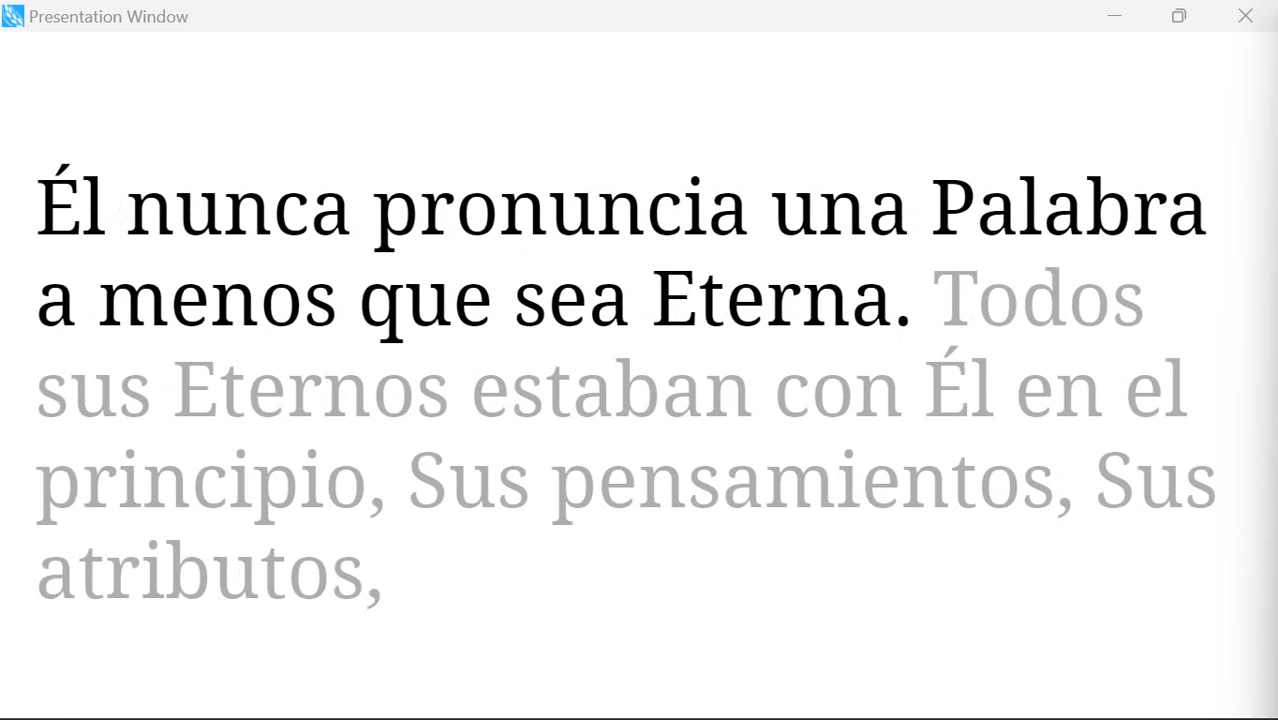 Presentation Window
Él nunca pronuncia una Palabra
a menos que sea Eterna. Todos
sus Eternos estaban con Él en el
principio, Sus pensamientos, Sus
atributos,